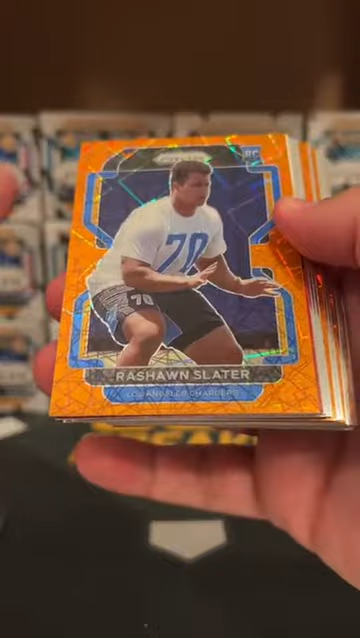 PRIZM
RC
70
70
RASHAWN SLATER
LOS ANGELES CHARGERS